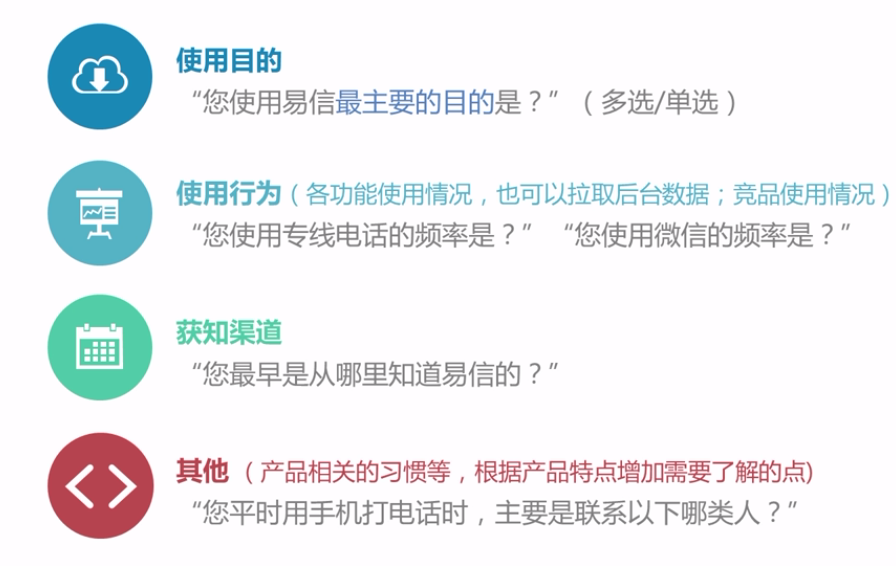 使用目的
“您使用易信最主要的目的是？”（多选/单选）
使用行为（各功能使用情况，也可以拉取后台数据；竞品使用情况）
“您使用专线电话的频率是？” “您使用微信的频率是？”
获知渠道
“您最早是从哪里知道易信的？”
其他（产品相关的习惯等，根据产品特点增加需要了解的点)
“您平时用手机打电话时，主要是联系以下哪类人？”